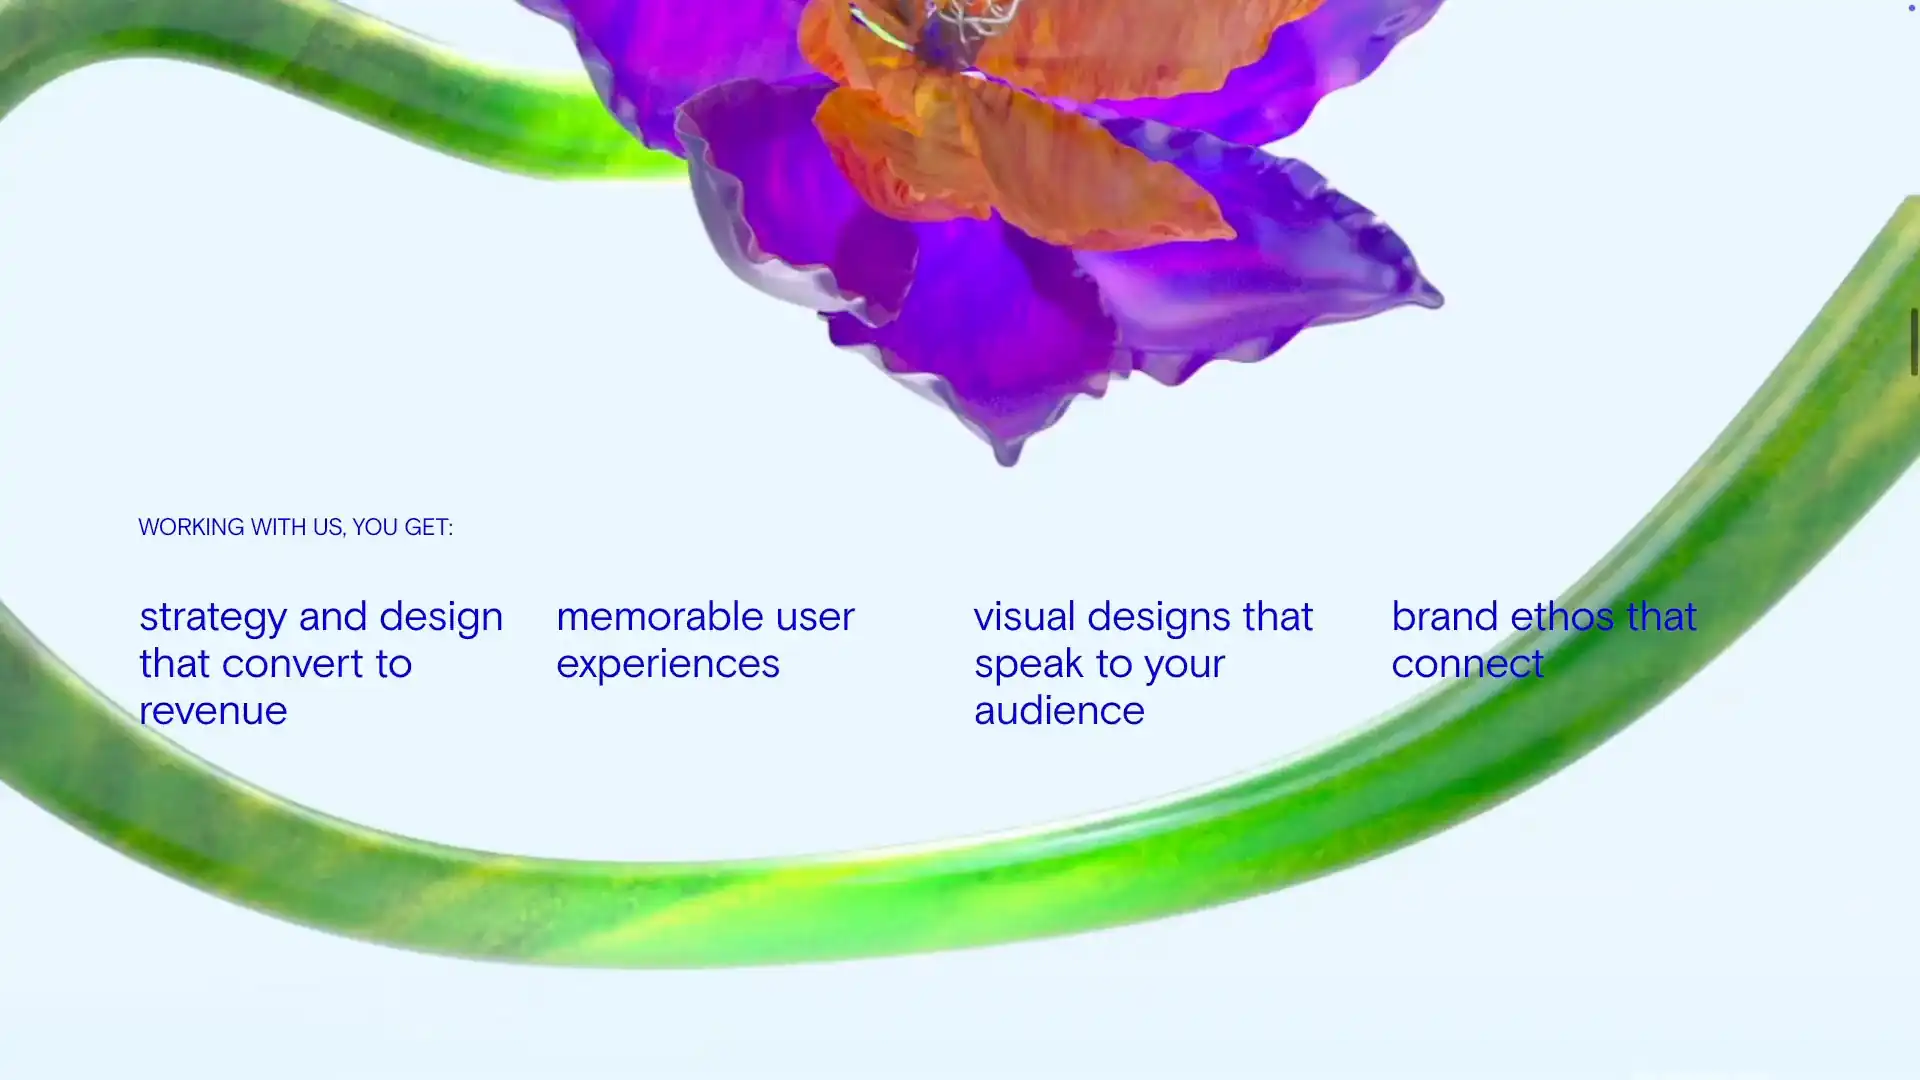 WORKING WITH US, YOU GET:
strategy and design
that convert to
revenue
memorable user
experiences
visual designs that
speak to your
audience
brand ethos that
connect